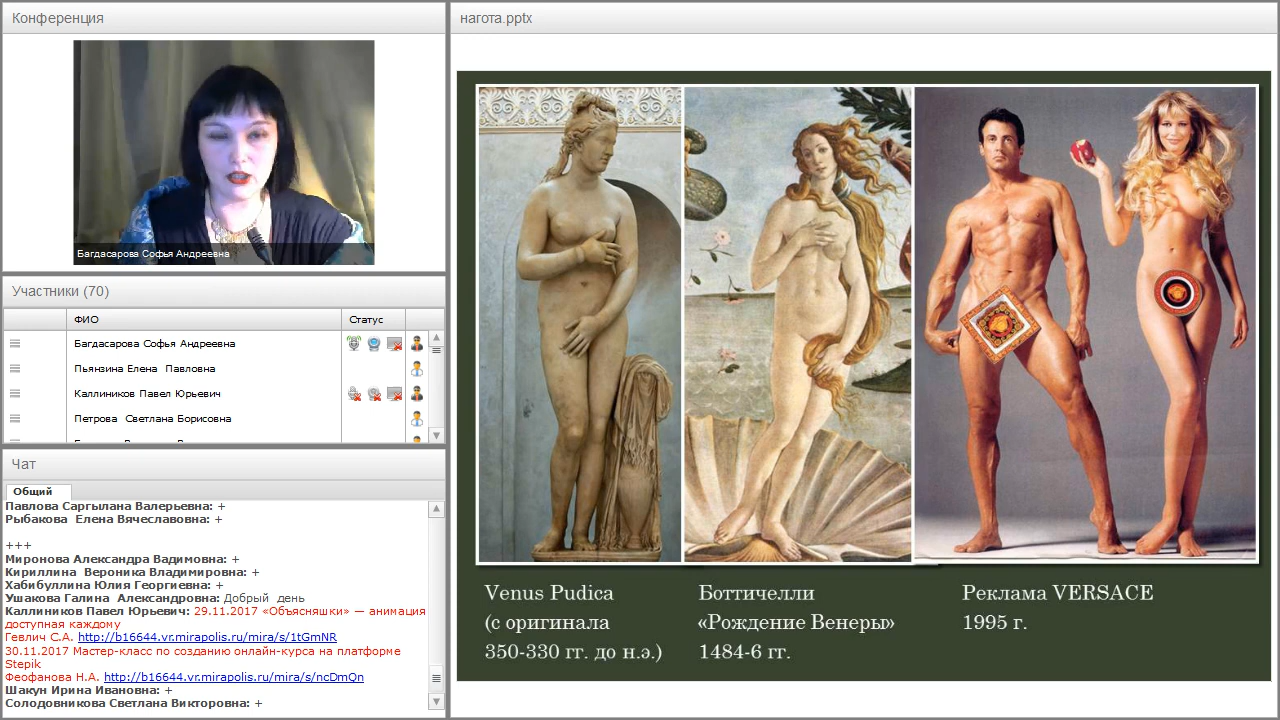 Конференция
Багдасарова Софья Андреевна
Участники (70)
ФИО Статус
Багдасарова Софья Андреевна
Пьянзина Елена Павловна
Каллиников Павел Юрьевич
Петрова Светлана Борисовна
Чат
Общий
Павлова Саргылана Валерьевна: +
Рыбакова Елена Вячеславовна: +
+++
Миронова Александра Вадимовна: +
Кириллина Вероника Владимировна: +
Хабибуллина Юлия Георгиевна: +
Ушакова Галина Александровна: Добрый день
Каллиников Павел Юрьевич: 29.11.2017 «Объясняшки» — анимация
доступная каждому
Гевлич С.А. http://b16644.vr.mirapolis.ru/mira/s/1tGmNR
30.11.2017 Мастер-класс по созданию онлайн-курса на платформе
Stepik
Феофанова Н.А. http://b16644.vr.mirapolis.ru/mira/s/ncDmQn
Шакун Ирина Ивановна: +
Солодовникова Светлана Викторовна: +
нагота.pptx
Venus Pudica
(с оригинала
350-330 гг. до н.э.)
Боттичелли
«Рождение Венеры»
1484-6 гг.
Реклама VERSACE
1995 г.